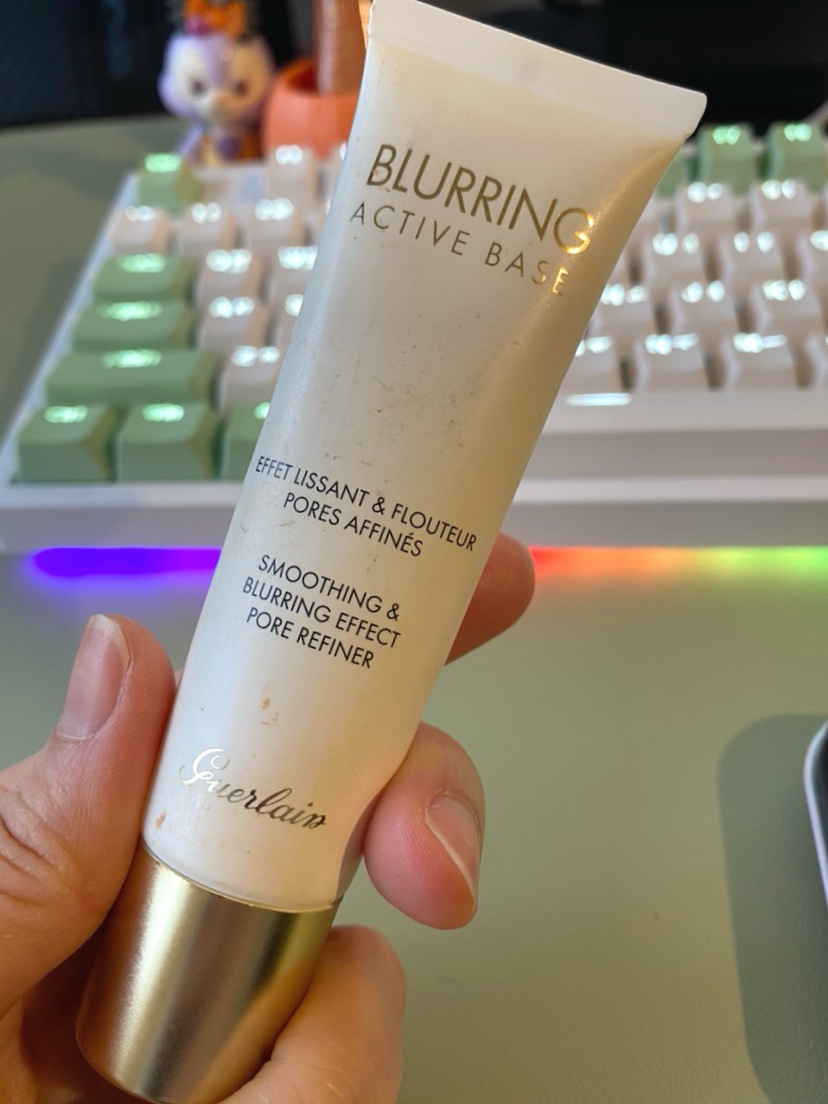 BLURRING
ACTIVE BASE
EFFET LISSANT & FLOUTEUR
PORES AFFINÉS
SMOOTHING &
BLURRING EFFECT
PORE REFINER
Guerlain